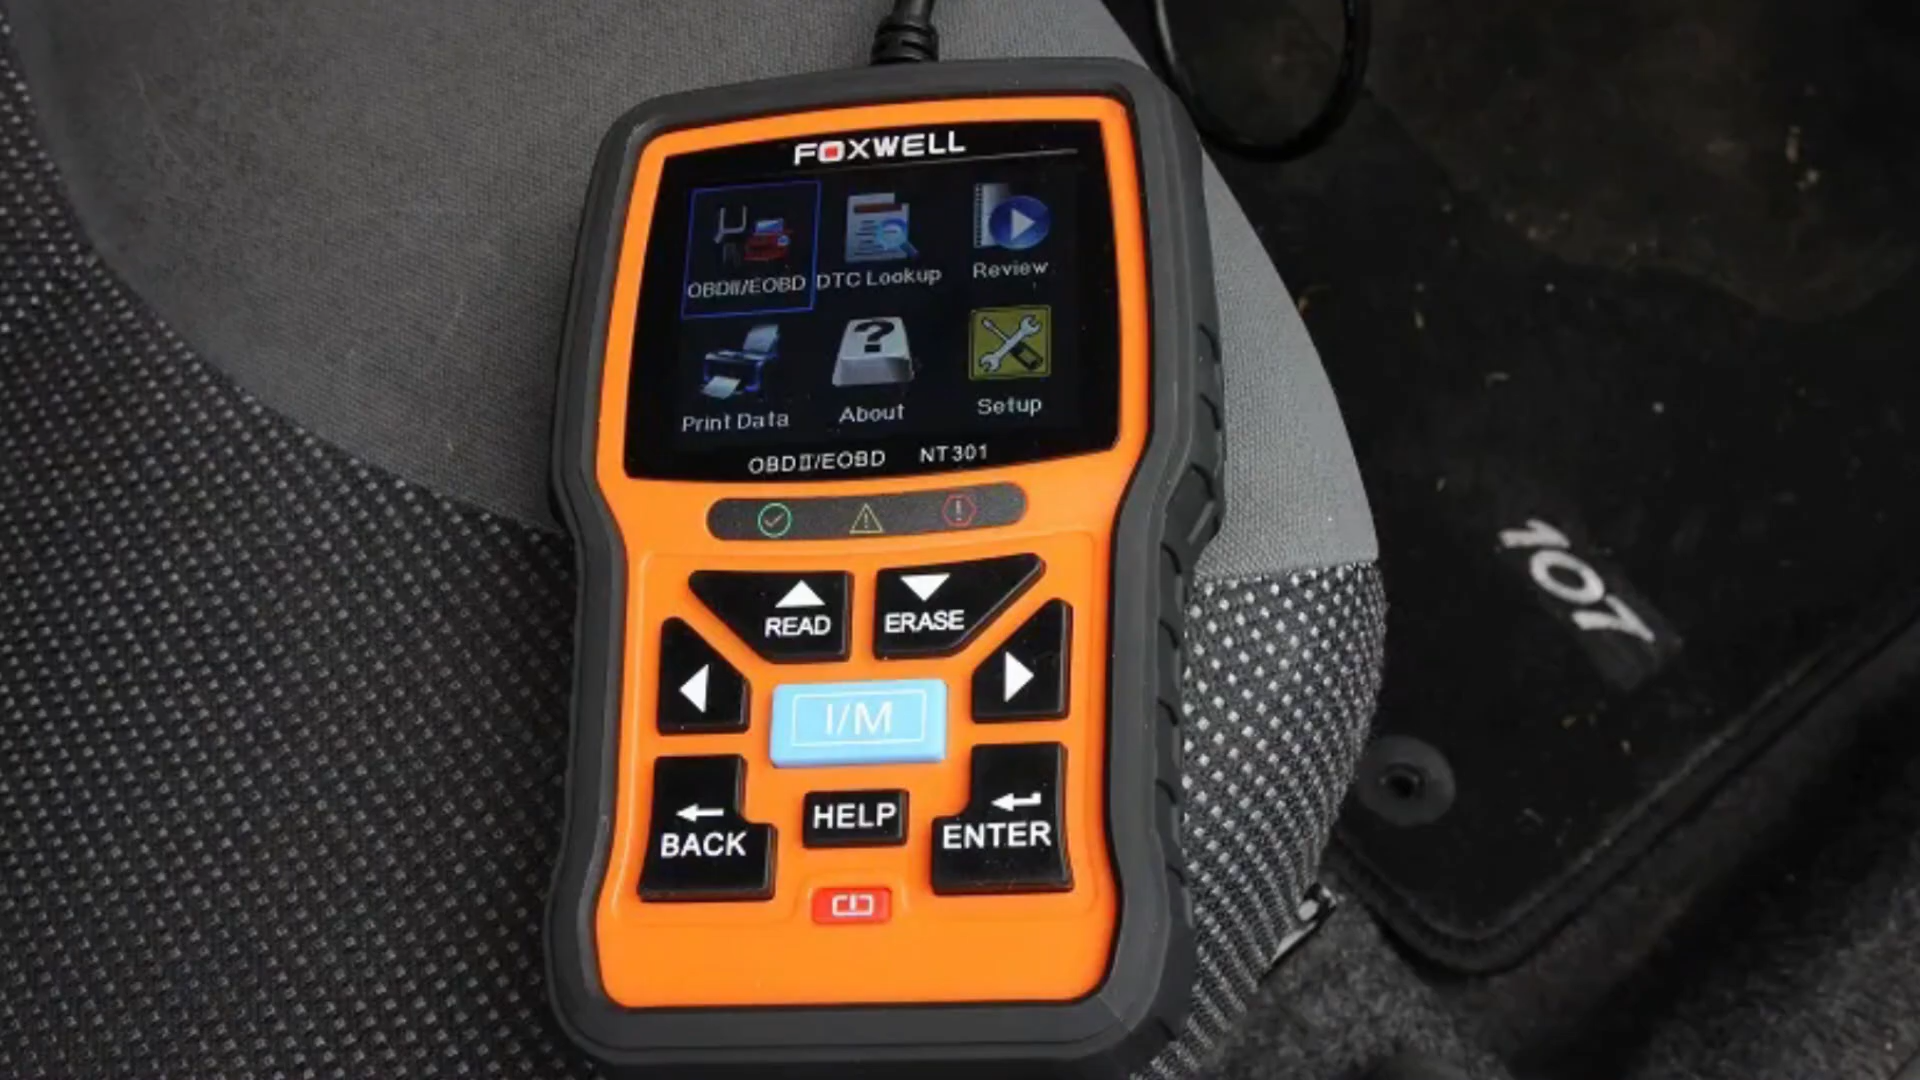 FOXWELL
OBDII/EOBD DTC Lookup Review
Print Data About Setup
OBDII/EOBD NT301
READ ERASE
I/M
BACK HELP ENTER
107